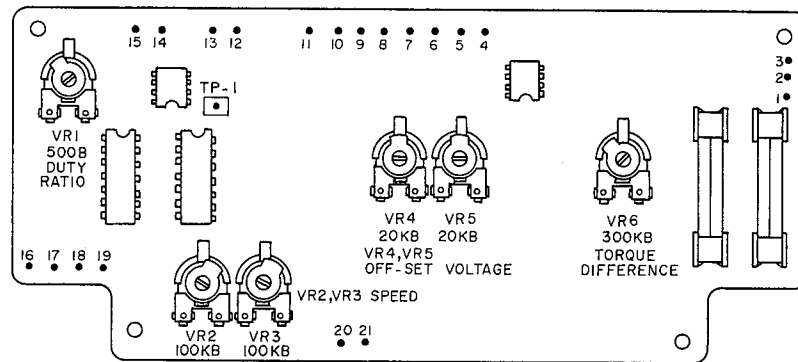 15 14 13 12 11 10 9 8 7 6 5 4
3
2
1
TP-1
VR1
500B
DUTY
RATIO
VR4 VR5
20KB 20KB
VR4,VR5
OFF-SET VOLTAGE
VR6
300KB
TORQUE
DIFFERENCE
16 17 18 19
VR2,VR3 SPEED
VR2 VR3
100KB 100KB
20 21